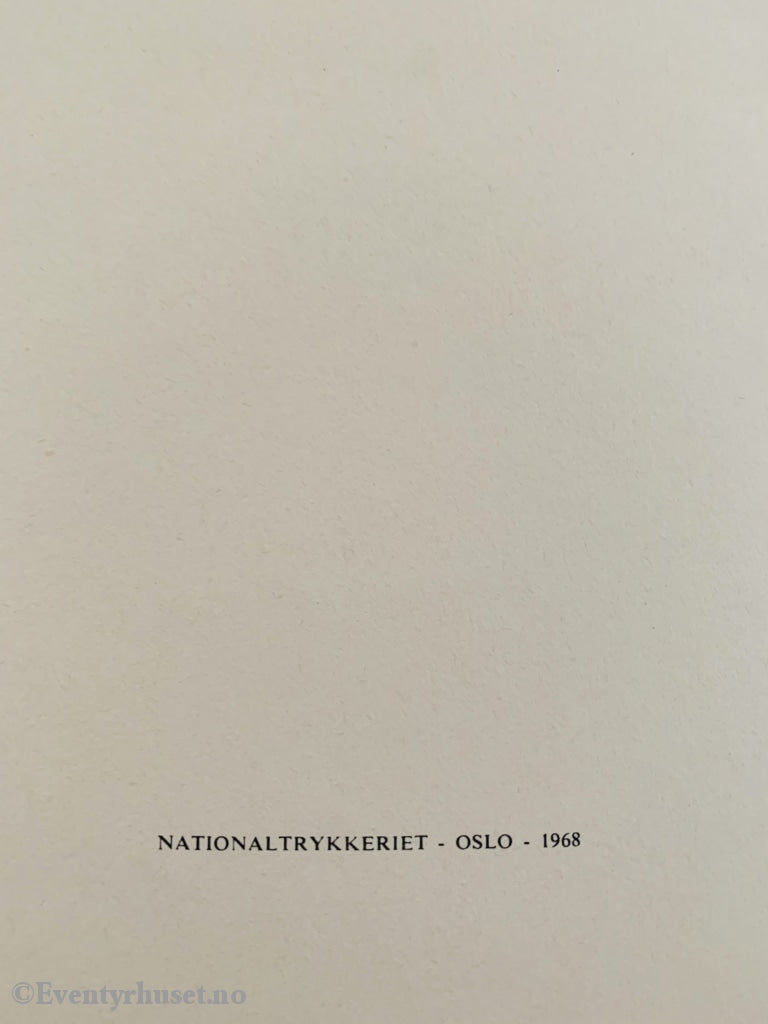 NATIONALTRYKKERIET - OSLO - 1968
©Eventyrhuset.no